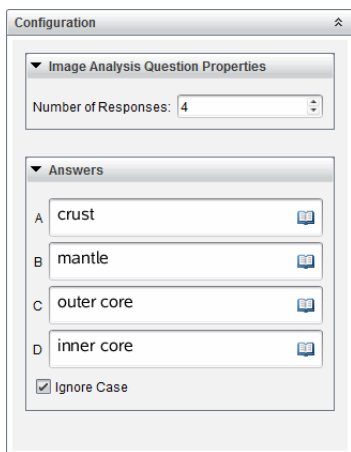 Configuration
Image Analysis Question Properties
Number of Responses: 4
Answers
A crust
B mantle
C outer core
D inner core
Ignore Case